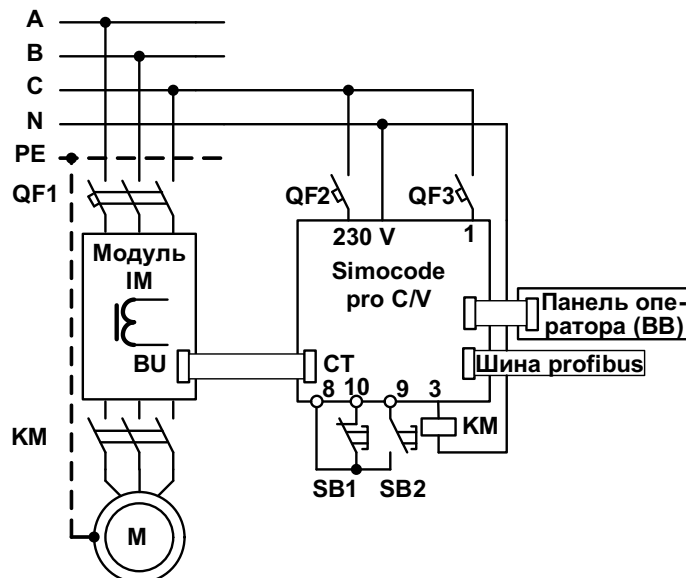 A
B
C
N
PE
QF1
QF2
QF3
Модуль
IM
230 V
1
Simocode
pro C/V
Панель опе-
ратора (BB)
BU
CT
Шина profibus
8
10
9
3
KM
KM
SB1
SB2
M